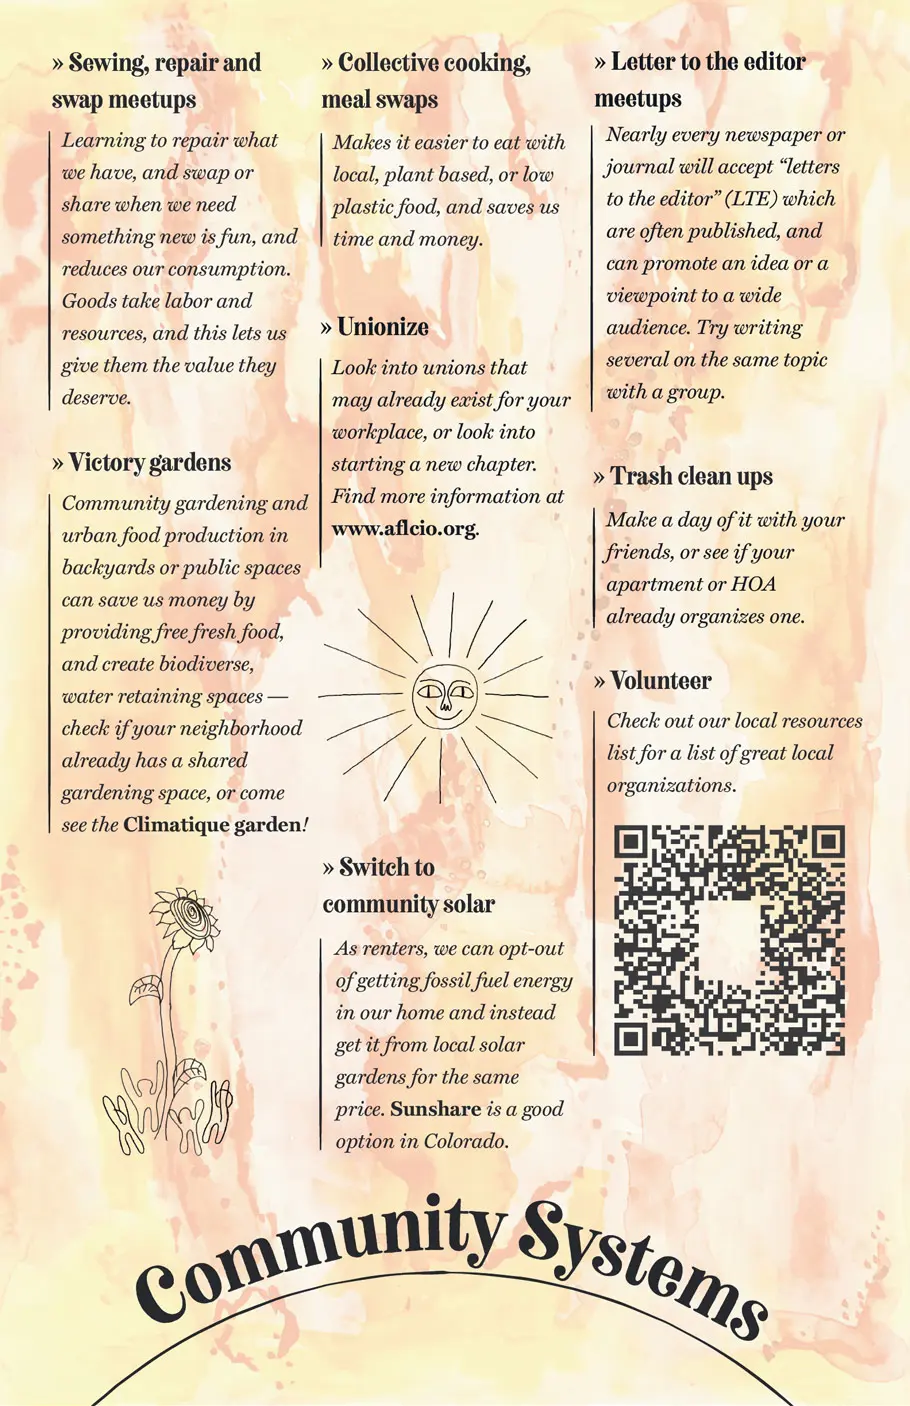 » Sewing, repair and
swap meetups
Learning to repair what
we have, and swap or
share when we need
something new is fun, and
reduces our consumption.
Goods take labor and
resources, and this lets us
give them the value they
deserve.
» Victory gardens
Community gardening and
urban food production in
backyards or public spaces
can save us money by
providing free fresh food,
and create biodiverse,
water retaining spaces —
check if your neighborhood
already has a shared
gardening space, or come
see the Climatique garden!
» Collective cooking,
meal swaps
Makes it easier to eat with
local, plant based, or low
plastic food, and saves us
time and money.
» Unionize
Look into unions that
may already exist for your
workplace, or look into
starting a new chapter.
Find more information at
www.aflcio.org.
» Switch to
community solar
As renters, we can opt-out
of getting fossil fuel energy
in our home and instead
get it from local solar
gardens for the same
price. Sunshare is a good
option in Colorado.
» Letter to the editor
meetups
Nearly every newspaper or
journal will accept “letters
to the editor” (LTE) which
are often published, and
can promote an idea or a
viewpoint to a wide
audience. Try writing
several on the same topic
with a group.
» Trash clean ups
Make a day of it with your
friends, or see if your
apartment or HOA
already organizes one.
» Volunteer
Check out our local resources
list for a list of great local
organizations.
Community Systems